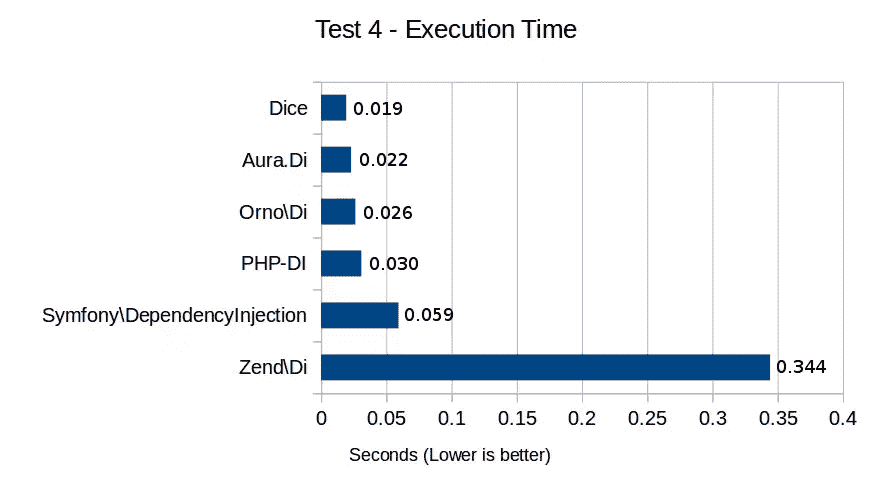 Test 4 - Execution Time
Dice 0.019
Aura.Di 0.022
Orno\Di 0.026
PHP-DI 0.030
Symfony\DependencyInjection 0.059
Zend\Di 0.344
0 0.05 0.1 0.15 0.2 0.25 0.3 0.35 0.4
Seconds (Lower is better)